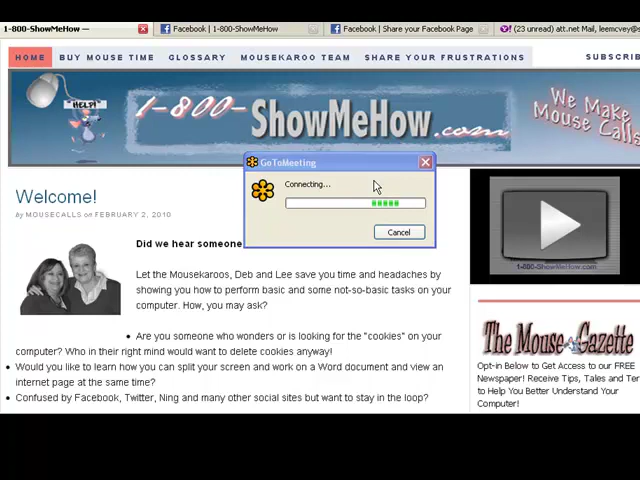 1-800-ShowMeHow —
Facebook | 1-800-ShowMeHow
Facebook | Share your Facebook Page
(23 unread) att.net Mail, leemcvey@s
HOME BUY MOUSE TIME GLOSSARY MOUSEKAROO TEAM SHARE YOUR FRUSTRATIONS
SUBSCRIB
"HELP!"
1-800-ShowMeHow.com
We Make
Mouse Calls
GoToMeeting
Connecting...
Cancel
Welcome!
by MOUSECALLS on FEBRUARY 2, 2010
Did we hear someone
Let the Mousekaroos, Deb and Lee save you time and headaches by
showing you how to perform basic and some not-so-basic tasks on your
computer. How, you may ask?
• Are you someone who wonders or is looking for the "cookies" on your
computer? Who in their right mind would want to delete cookies anyway!
• Would you like to learn how you can split your screen and work on a Word document and view an
internet page at the same time?
• Confused by Facebook, Twitter, Ning and many other social sites but want to stay in the loop?
1-800-ShowMeHow.com
The Mouse Gazette
Opt-in Below to Get Access to our FREE
Newspaper! Receive Tips, Tales and Ter
to Better Understand Your
Computer!